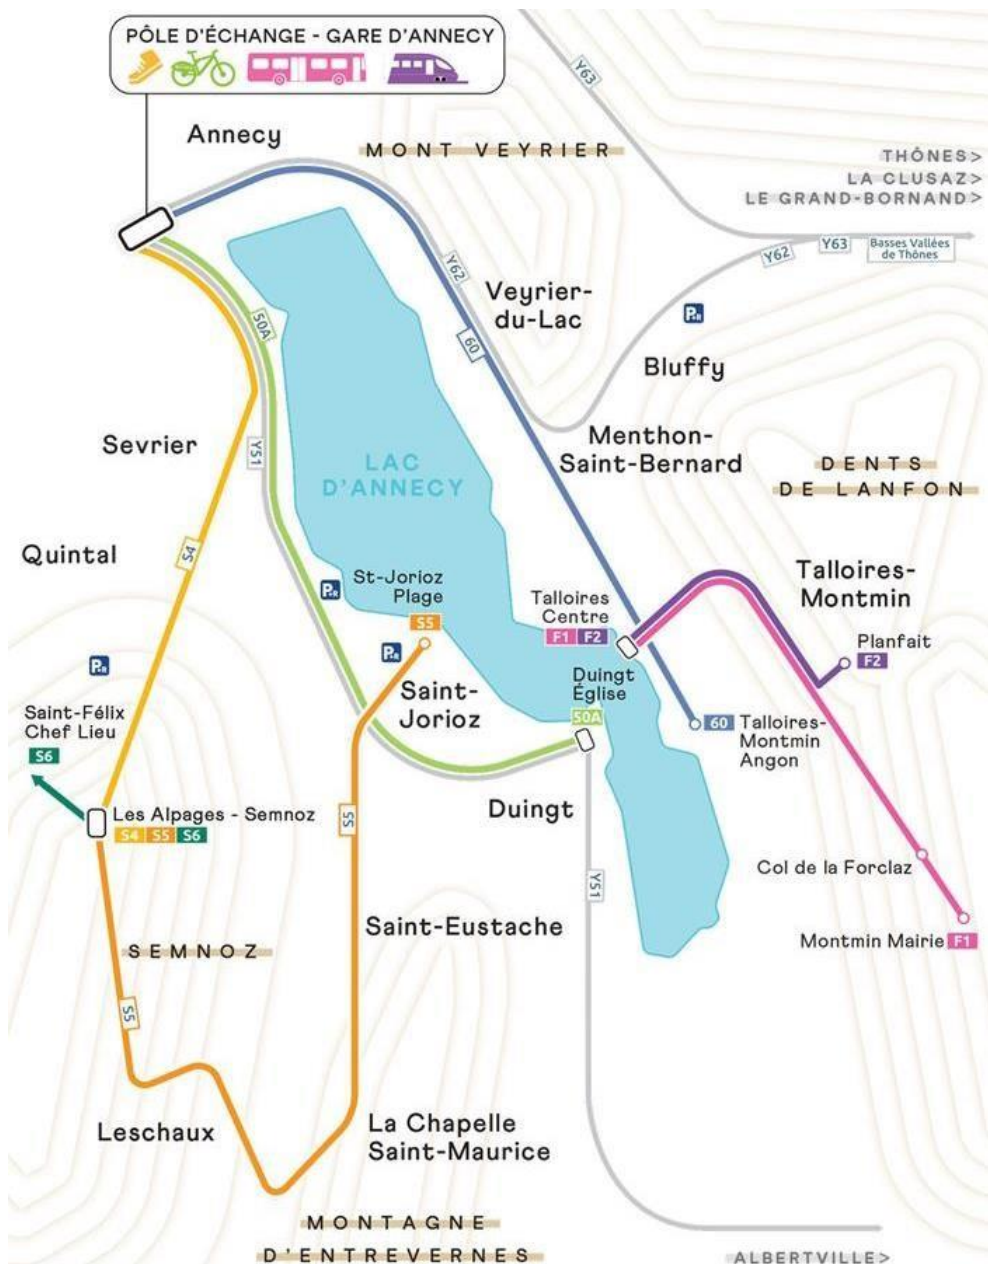 PÔLE D'ÉCHANGE - GARE D'ANNECY
Y63
Annecy
MONT VEYRIER
THÔNES>
LA CLUSAZ>
LE GRAND-BORNAND>
Y62
Y63
Basses Vallées
de Thônes
Y62
Veyrier-
du-Lac
P+R
50A
60
Bluffy
Sevrier
Y51
Menthon-
Saint-Bernard
LAC
D'ANNECY
DENTS
DE LANFON
Quintal
S4
St-Jorioz
Plage
S5
P+R
Talloires
Centre
F1 F2
Talloires-
Montmin
Planfait
F2
P+R
P+R
Saint-
Jorioz
Duingt
Église
50A
Saint-Félix
Chef Lieu
S6
60
Talloires-
Montmin
Angon
Les Alpages - Semnoz
S4 S5 S6
S5
Duingt
Col de la Forclaz
Y51
Saint-Eustache
Montmin Mairie F1
SEMNOZ
S5
Leschaux
La Chapelle
Saint-Maurice
MONTAGNE
D'ENTREVERNES
ALBERTVILLE>